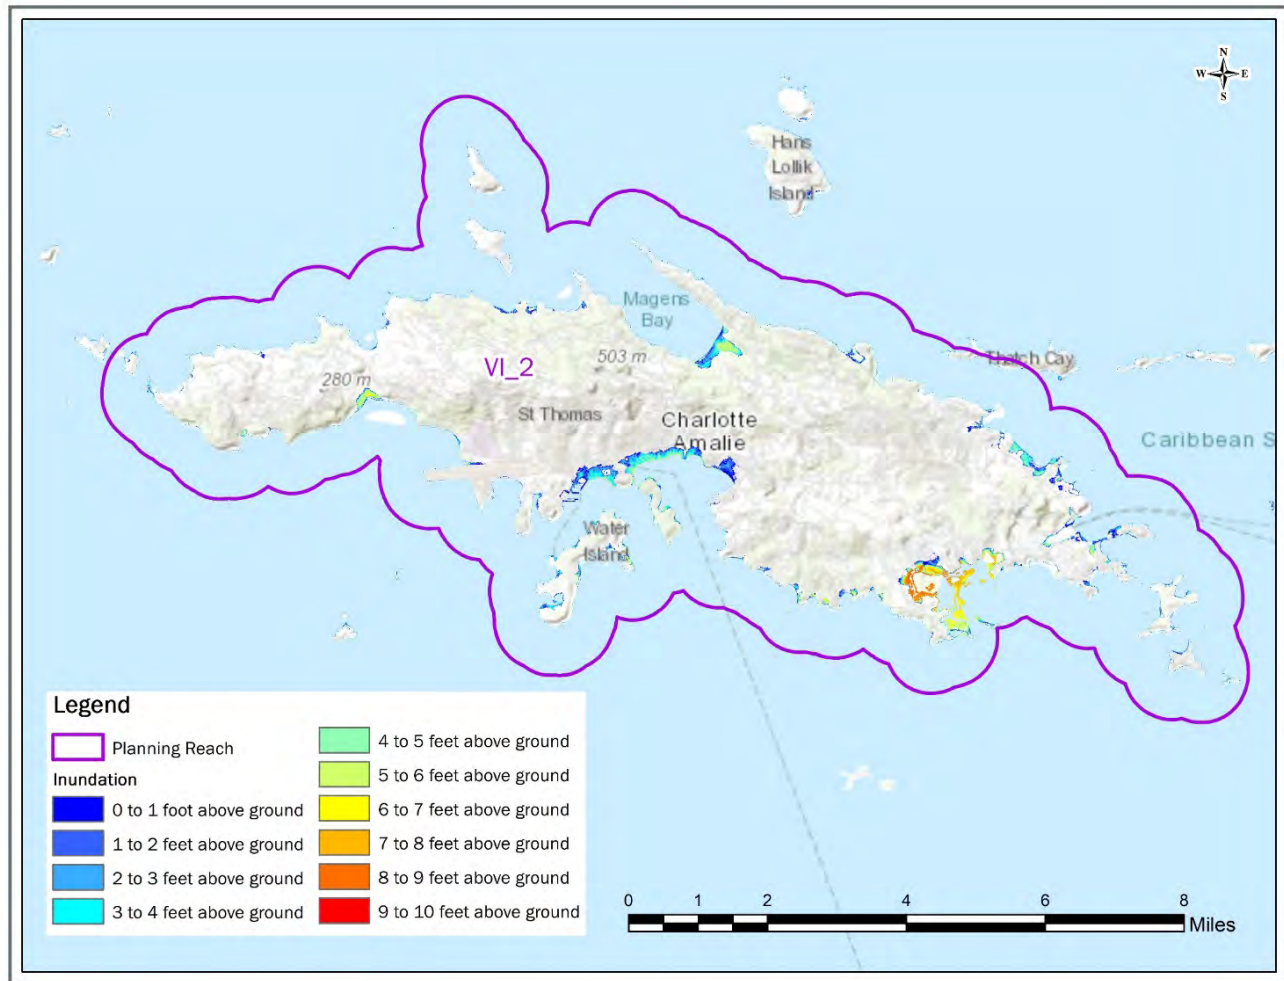 N
W E
S
Hans
Lollik
Island
Magens
Bay
VI_2
503 m
Thatch Cay
280 m
St Thomas
Charlotte
Amalie
Caribbean S
Water
Island
Legend
Planning Reach
Inundation
0 to 1 foot above ground
1 to 2 feet above ground
2 to 3 feet above ground
3 to 4 feet above ground
4 to 5 feet above ground
5 to 6 feet above ground
6 to 7 feet above ground
7 to 8 feet above ground
8 to 9 feet above ground
9 to 10 feet above ground
0 1 2 4 6 8
Miles